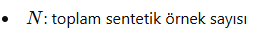 • N: toplam sentetik örnek sayısı